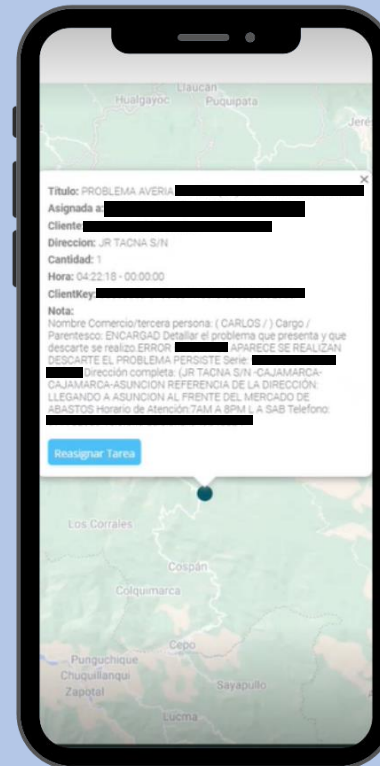 Llaucan
Hualgayoc
Puquipata
Jere
×
Titulo: PROBLEMA AVERIA
Asignada a:
Cliente:
Direccion: JR TACNA S/N
Cantidad: 1
Hora: 04:22:18 - 00:00:00
ClientKey:
Nota:
Nombre Comercio/tercera persona: ( CARLOS / ) Cargo /
Parentesco: ENCARGAD Detallar el problema que presenta y que
descarte se realizo.ERROR APARECE SE REALIZAN
DESCARTE EL PROBLEMA PERSISTE Serie:
Dirección completa: (JR TACNA S/N -CAJAMARCA-
CAJAMARCA-ASUNCION REFERENCIA DE LA DIRECCIÓN:
LLEGANDO A ASUNCION AL FRENTE DEL MERCADO DE
ABASTOS Horario de Atención:7AM A 8PM L A SAB Telefono:
Reasignar Tarea
Los Corrales
Cospán
Colquimarca
Cepo
Punguchique
Chuquillanqui
Zapotal
Sayapullo
Lucma